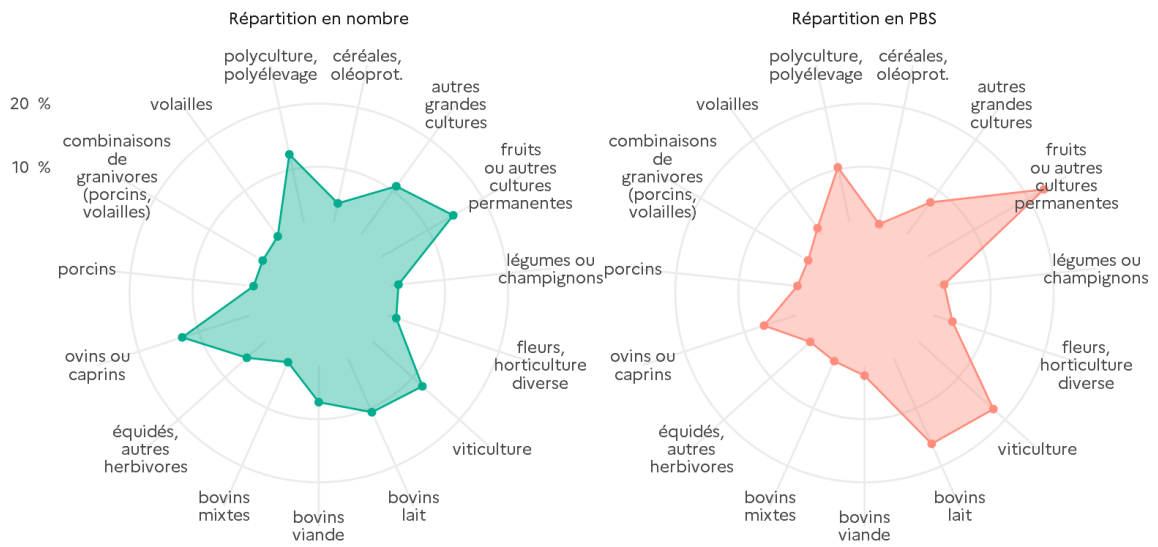 Répartition en nombre
polyculture,
polyélevage
céréales,
oléoprot.
autres
grandes
cultures
fruits
ou autres
cultures
permanentes
légumes ou
champignons
fleurs,
horticulture
diverse
viticulture
bovins
lait
bovins
viande
bovins
mixtes
équidés,
autres
herbivores
ovins ou
caprins
porcins
combinaisons
de
granivores
(porcins,
volailles)
volailles
20 %
10 %
Répartition en PBS
polyculture,
polyélevage
céréales,
oléoprot.
autres
grandes
cultures
fruits
ou autres
cultures
permanentes
légumes ou
champignons
fleurs,
horticulture
diverse
viticulture
bovins
lait
bovins
viande
bovins
mixtes
équidés,
autres
herbivores
ovins ou
caprins
porcins
combinaisons
de
granivores
(porcins,
volailles)
volailles